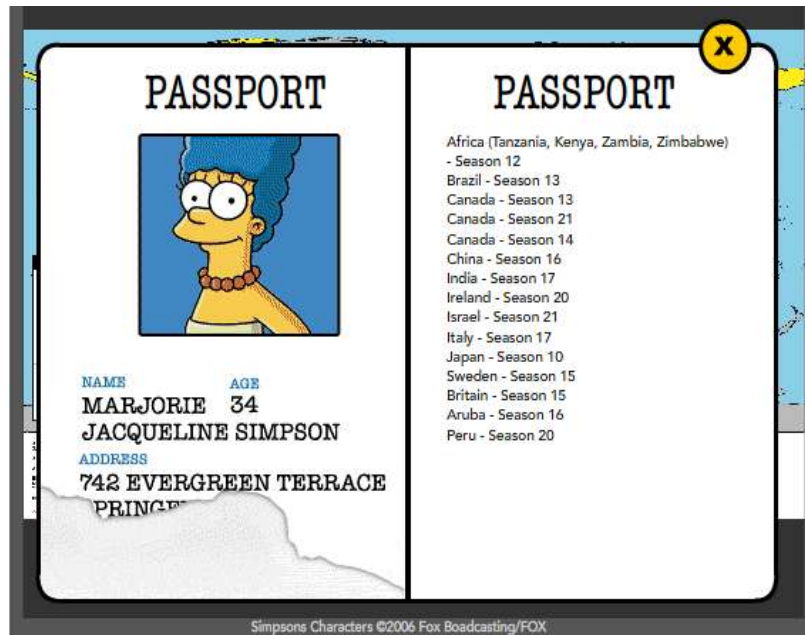 X
PASSPORT
NAME AGE
MARJORIE 34
JACQUELINE SIMPSON
ADDRESS
742 EVERGREEN TERRACE
PASSPORT
Africa (Tanzania, Kenya, Zambia, Zimbabwe)
- Season 12
Brazil - Season 13
Canada - Season 13
Canada - Season 21
Canada - Season 14
China - Season 16
India - Season 17
Ireland - Season 20
Israel - Season 21
Italy - Season 17
Japan - Season 10
Sweden - Season 15
Britain - Season 15
Aruba - Season 16
Peru - Season 20
Simpsons Characters ©2006 Fox Boadcasting/FOX